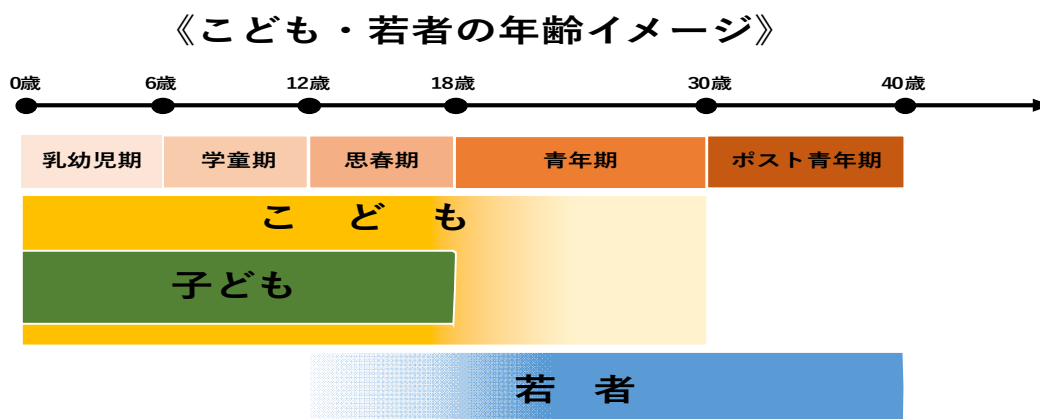 《こども・若者の年齢イメージ》
0歳 6歳 12歳 18歳 30歳 40歳
乳幼児期 学童期 思春期 青年期 ポスト青年期
こども
子ども
若者